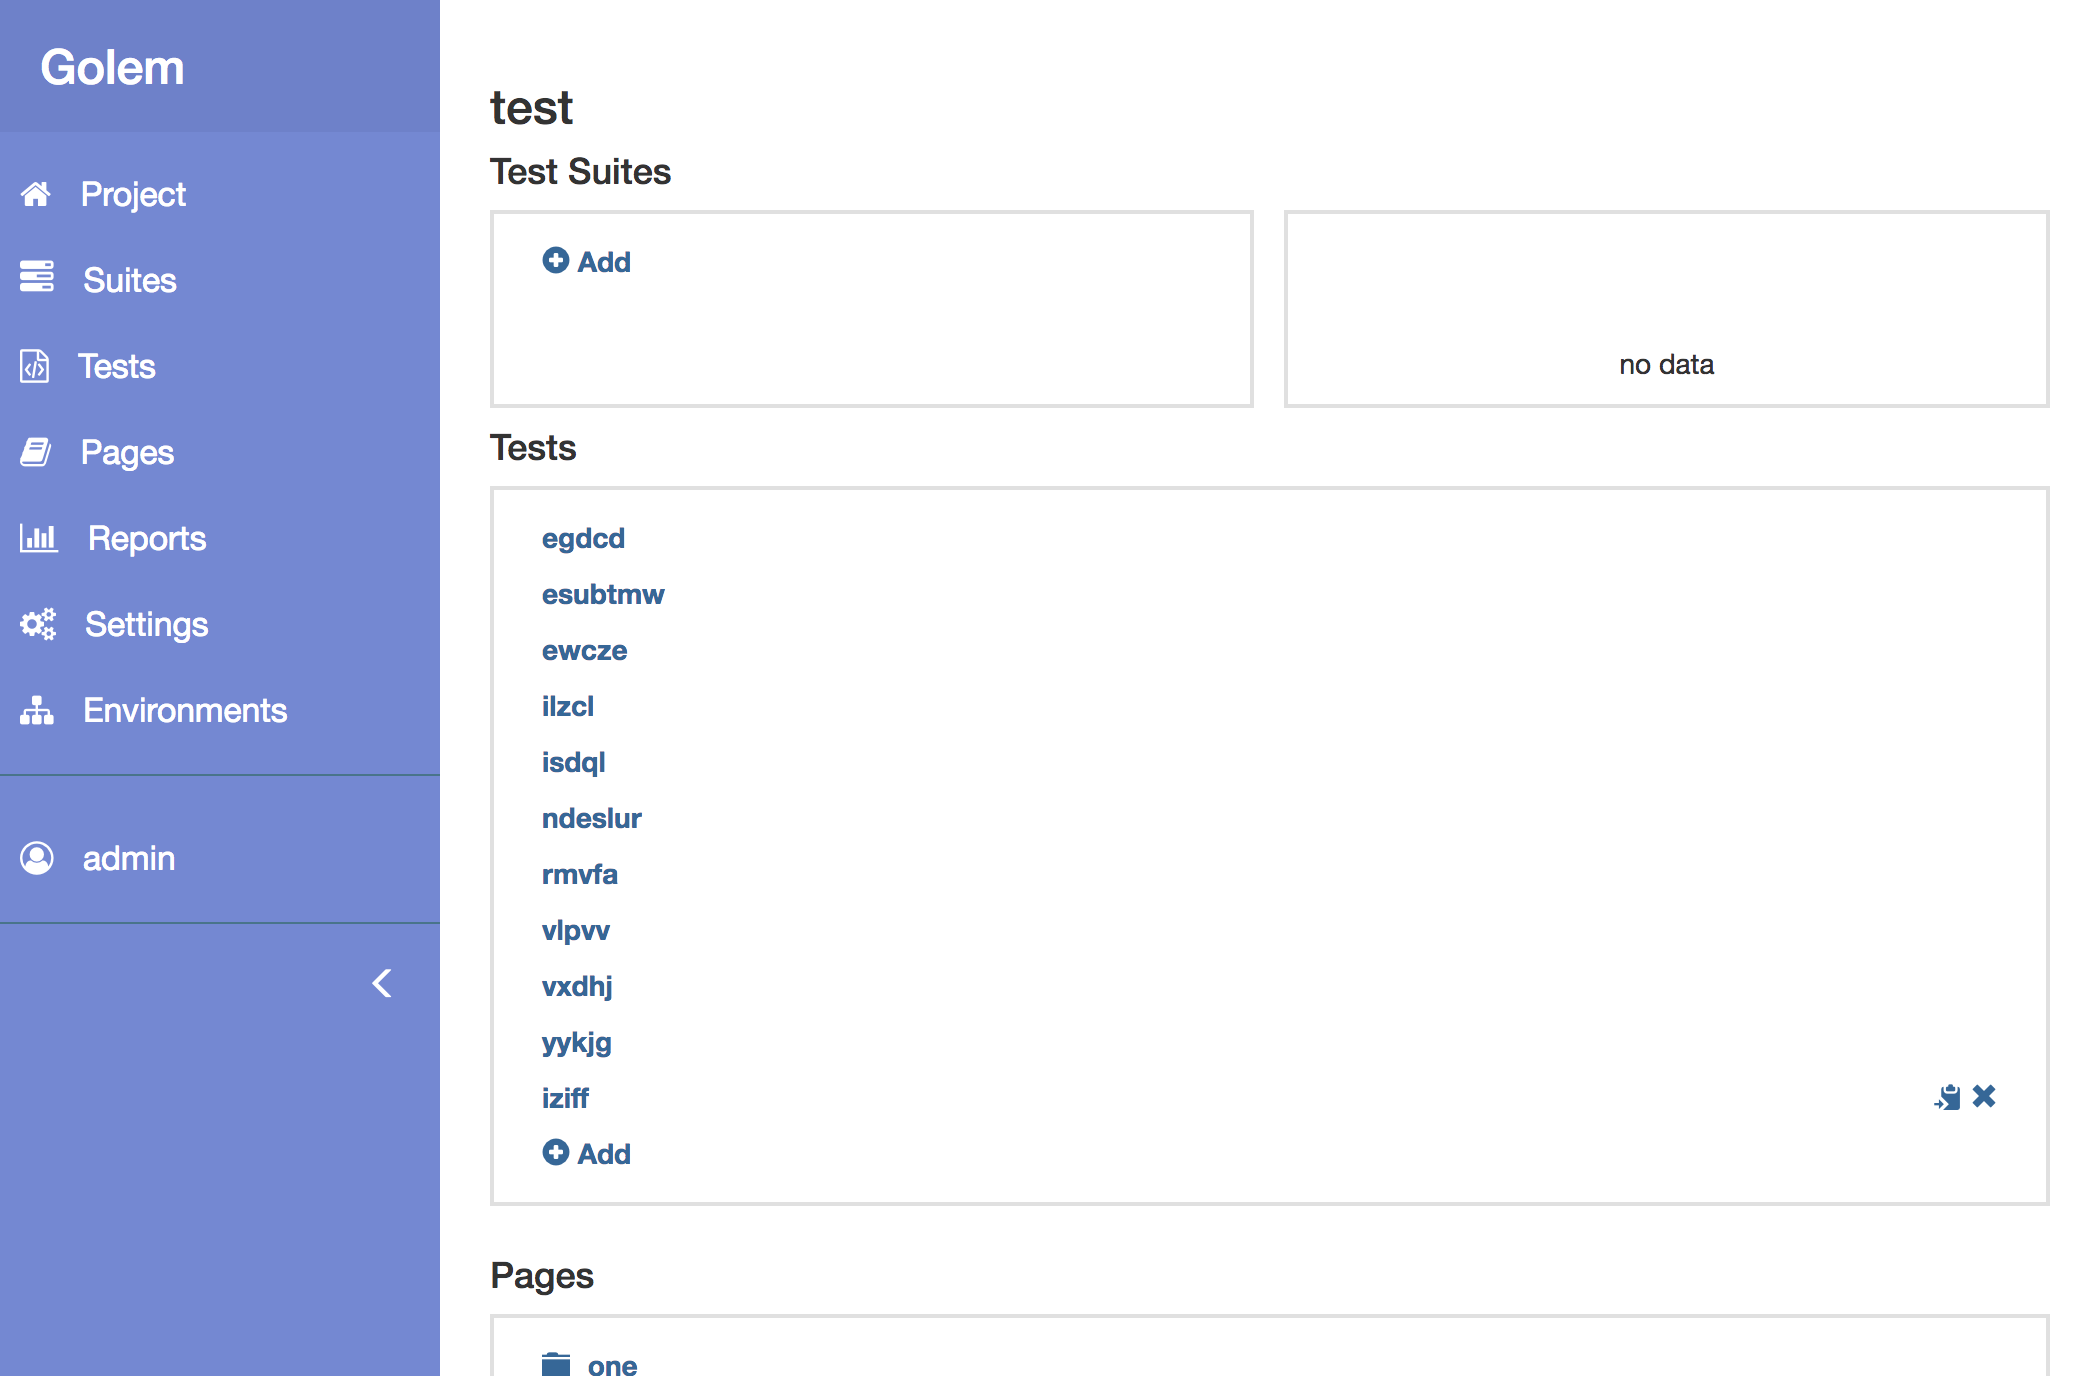 Golem
Project
Suites
Tests
Pages
Reports
Settings
Environments
admin
test
Test Suites
Add
no data
Tests
egdcd
esubtmw
ewcze
ilzcl
isdql
ndeslur
rmvfa
vlpvv
vxdhj
yykjg
iziff
Add
Pages
one